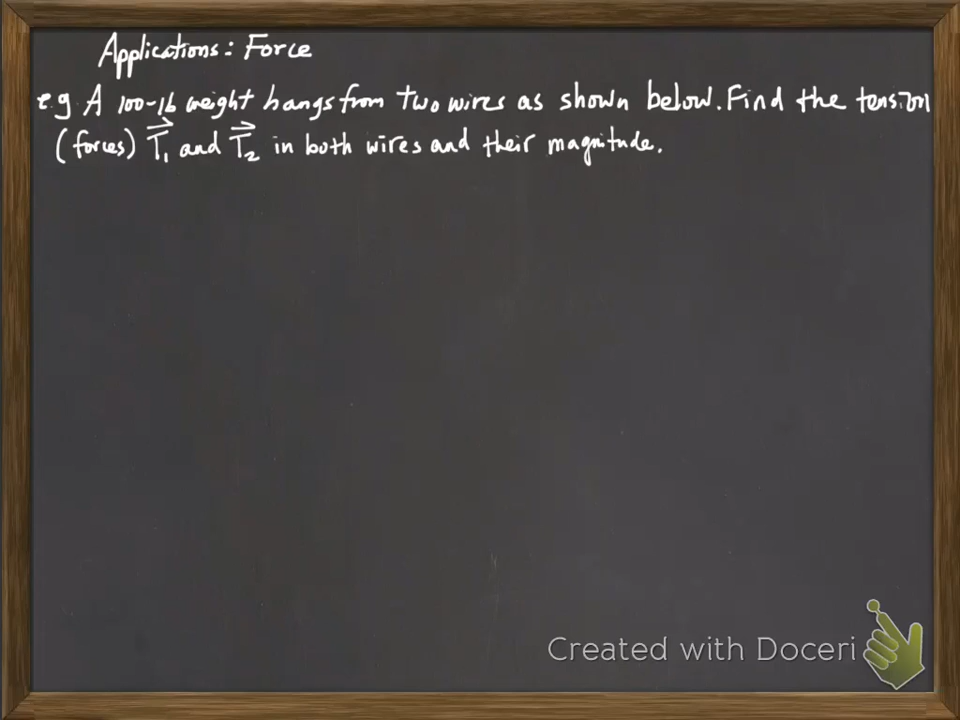 Applications: Force
e.g A 100-lb weight hangs from two wires as shown below. Find the tension
(forces) T⃗₁ and T⃗₂ in both wires and their magnitude.
Created with Doceri